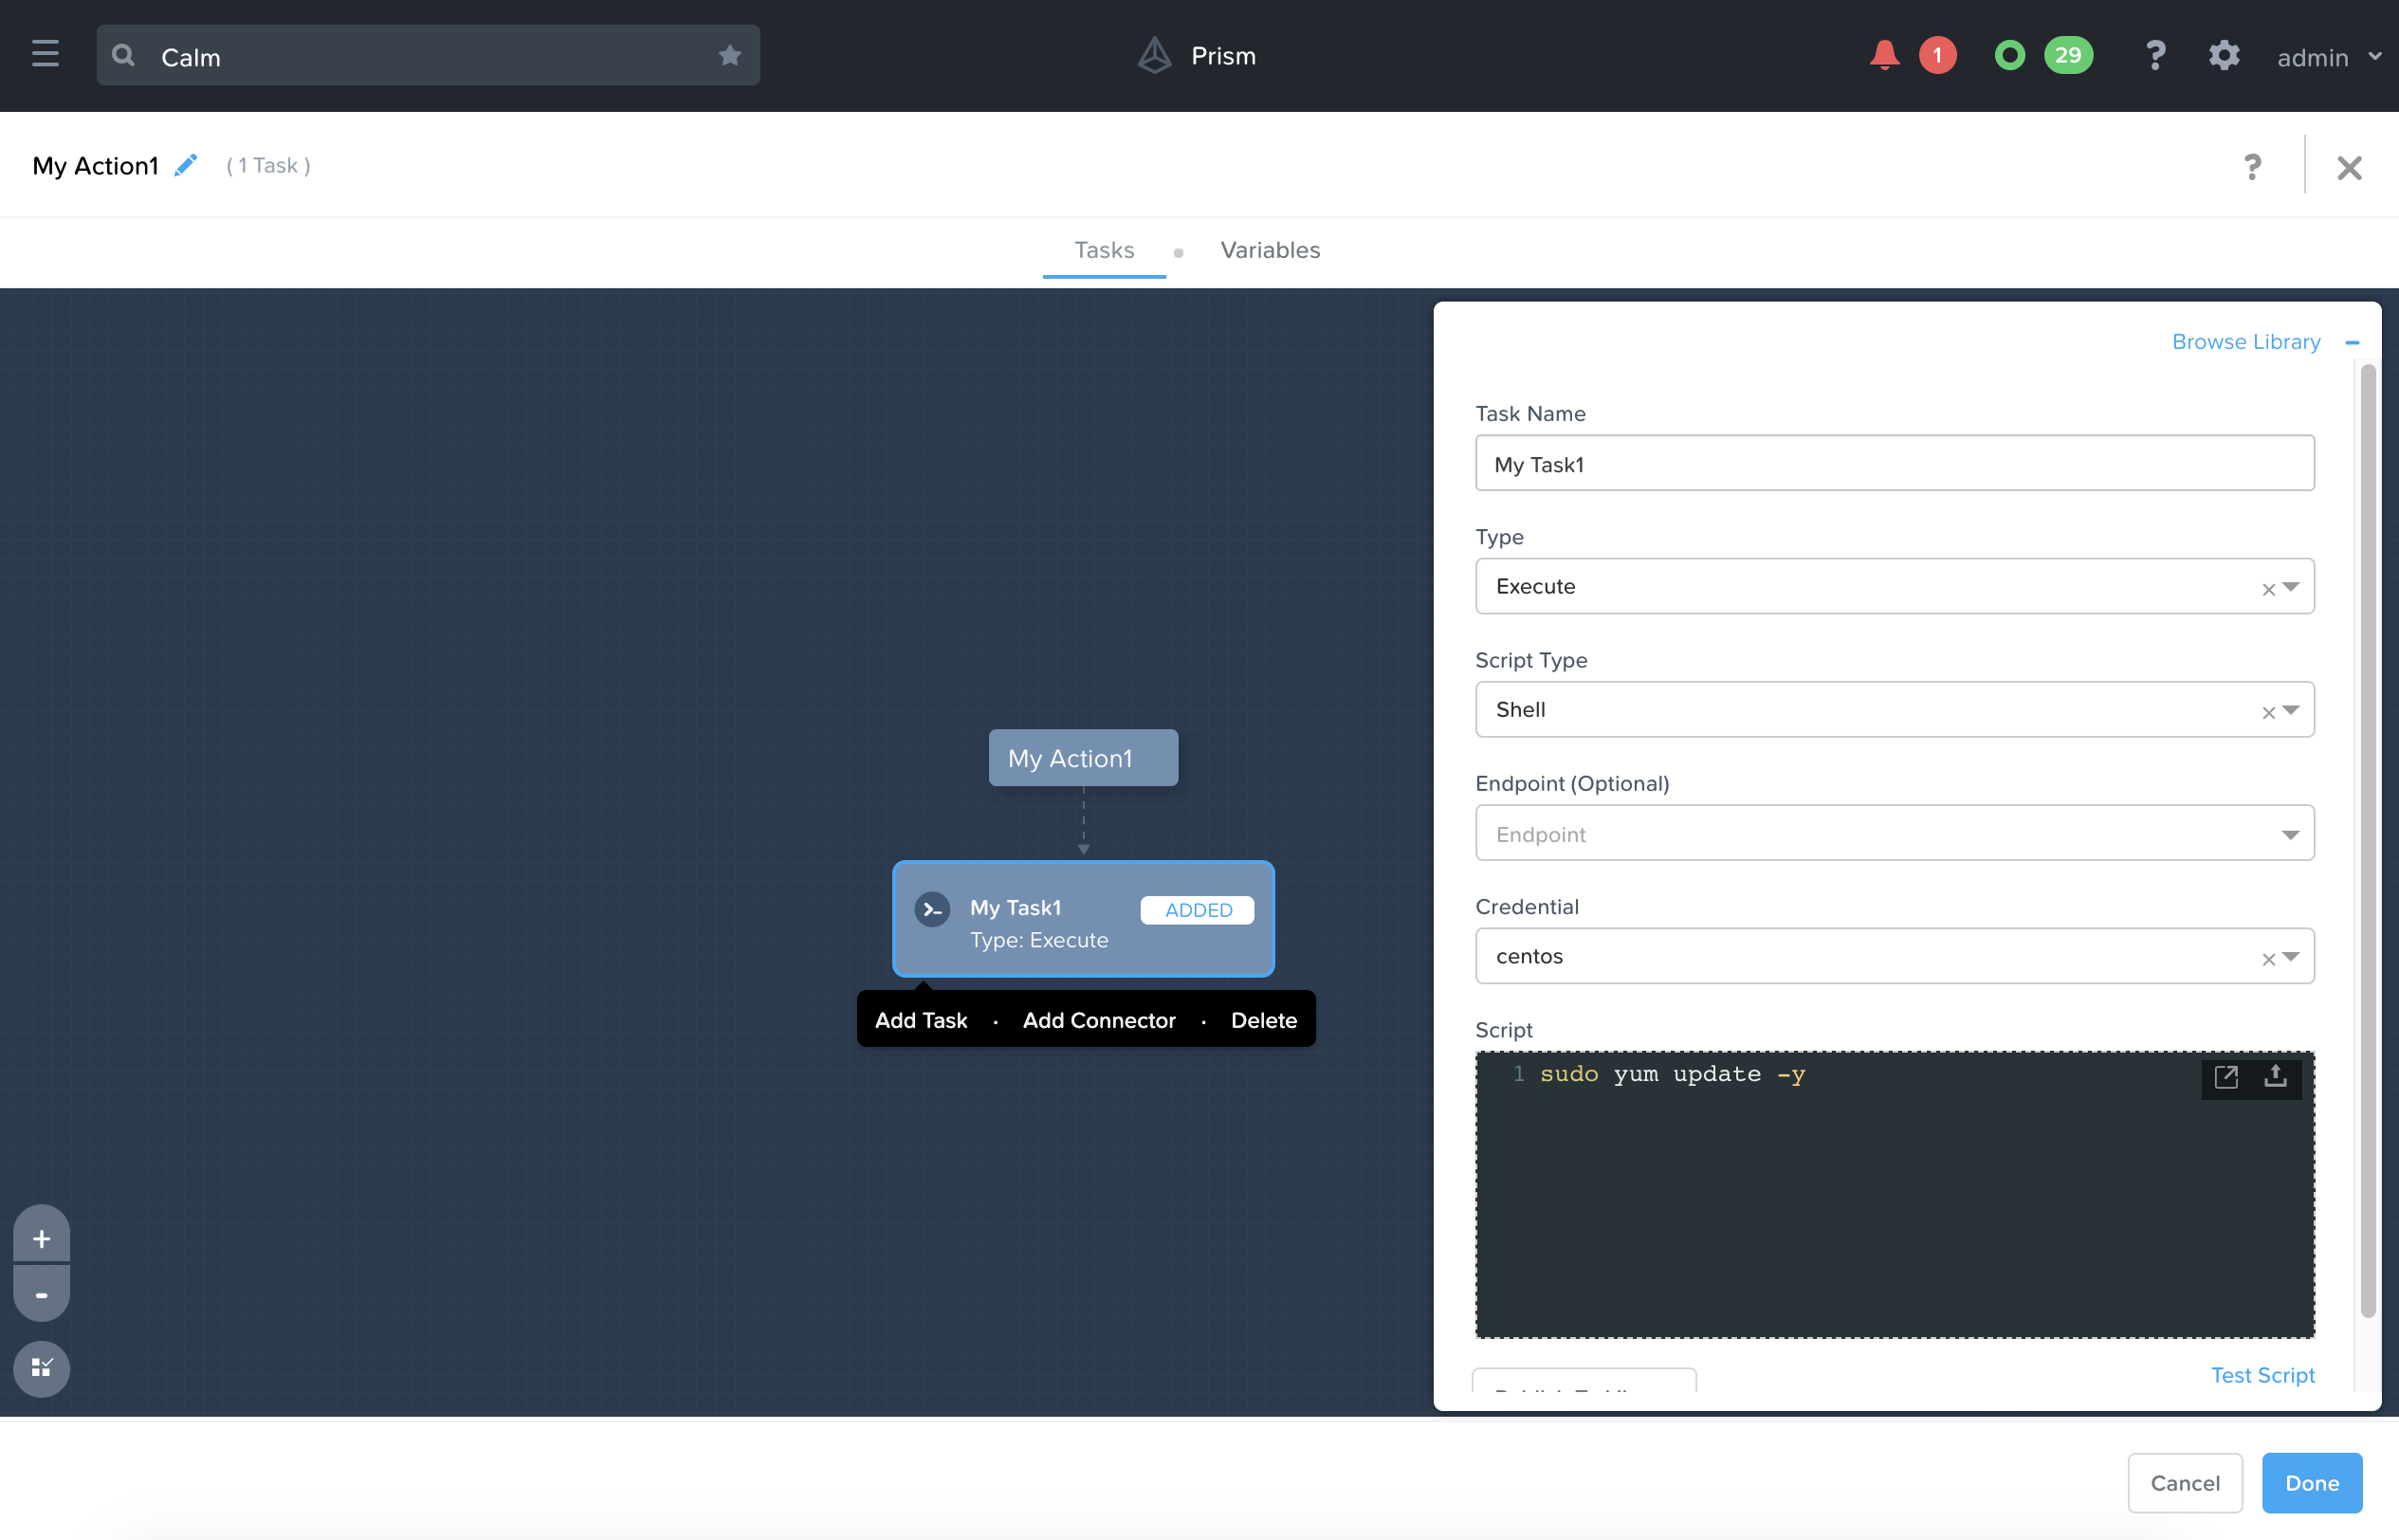 Calm
Prism
1
29
?
admin
My Action1
( 1 Task )
?
Tasks
Variables
Browse Library
Task Name
My Task1
Type
Execute
Script Type
Shell
Endpoint (Optional)
Endpoint
Credential
centos
Script
1 sudo yum update -y
Test Script
My Action1
My Task1
ADDED
Type: Execute
Add Task · Add Connector · Delete
+
-
Cancel
Done